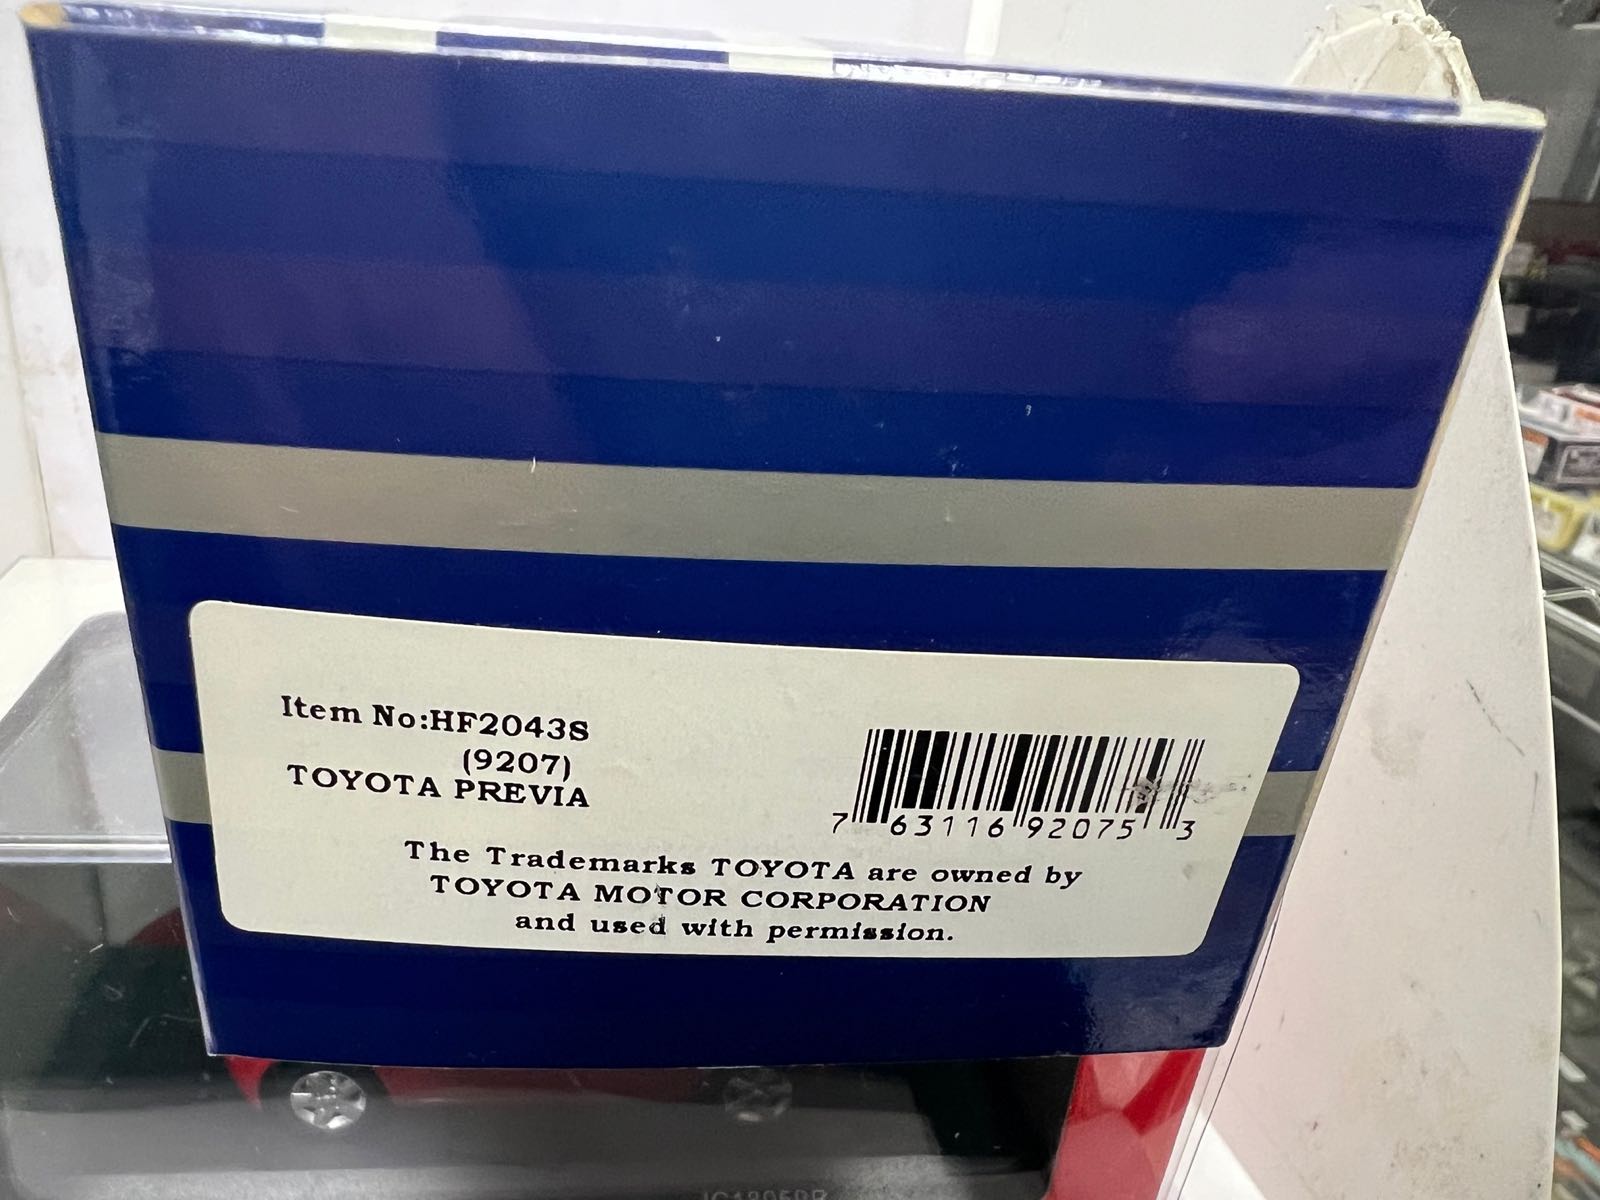 Item No:HF2043S
(9207)
TOYOTA PREVIA
7 63116 92075 3
The Trademarks TOYOTA are owned by
TOYOTA MOTOR CORPORATION
and used with permission.